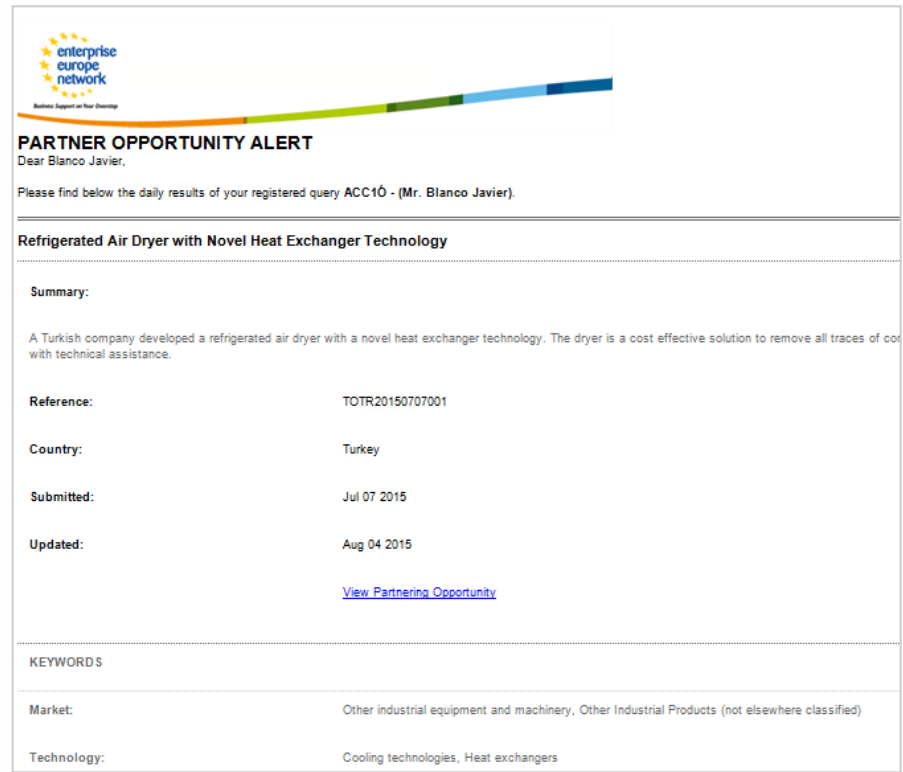 enterprise
europe
network
Business Support on Your Doorstep
PARTNER OPPORTUNITY ALERT
Dear Blanco Javier,
Please find below the daily results of your registered query ACC1Ó - (Mr. Blanco Javier).
Refrigerated Air Dryer with Novel Heat Exchanger Technology
Summary:
A Turkish company developed a refrigerated air dryer with a novel heat exchanger technology. The dryer is a cost effective solution to remove all traces of
with technical assistance.
Reference: TOTR20150707001
Country: Turkey
Submitted: Jul 07 2015
Updated: Aug 04 2015
View Partnering Opportunity
KEYWORDS
Market: Other industrial equipment and machinery, Other Industrial Products (not elsewhere classified)
Technology: Cooling technologies, Heat exchangers